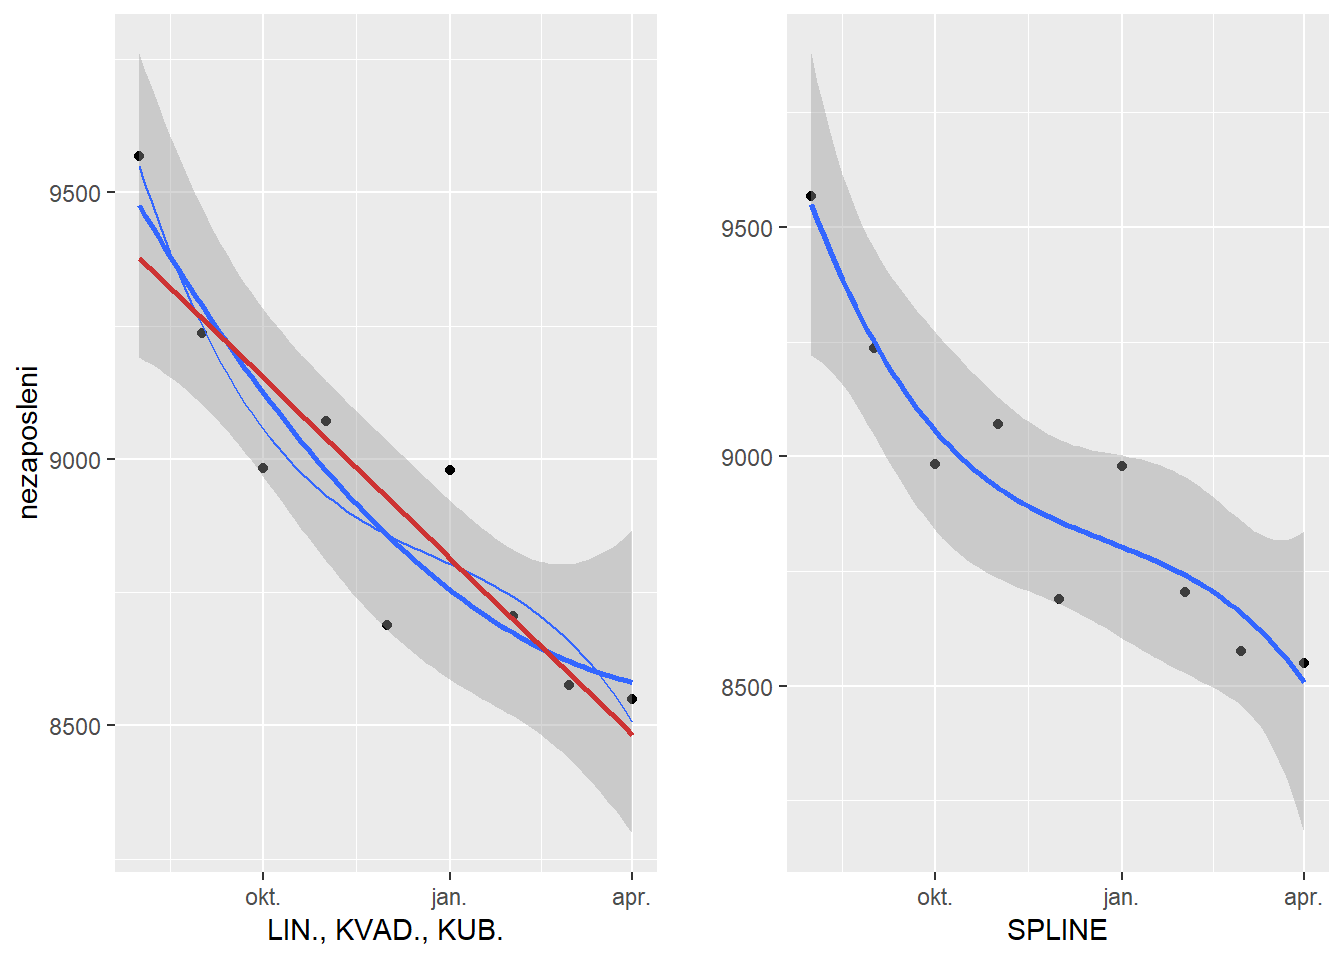 nezaposleni
9500
9000
8500
okt.
jan.
apr.
LIN., KVAD., KUB.
9500
9000
8500
okt.
jan.
apr.
SPLINE